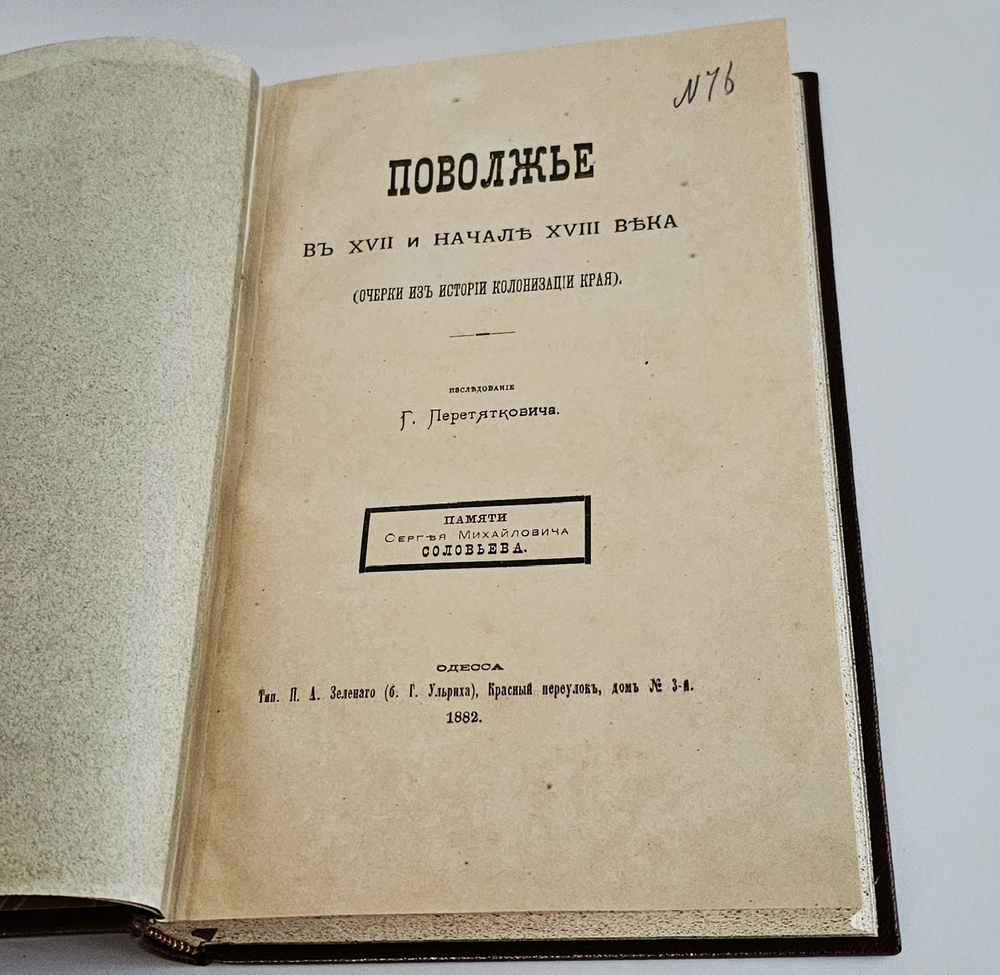 N 76
ПОВОЛЖЬЕ
ВЪ XVII и НАЧАЛѢ XVIII ВѢКА
(ОЧЕРКИ ИЗЪ ИСТОРІИ КОЛОНИЗАЦІИ КРАЯ).
ИЗСЛѢДОВАНІЕ
Г. Перетятковича.
ПАМЯТИ
СЕРГѢЯ МИХАЙЛОВИЧА
СОЛОВЬЕВА.
ОДЕССА
Тип. П. А. Зеленаго (б. Г. Ульриха), Красный переулокъ, домъ № 3-й.
1882.